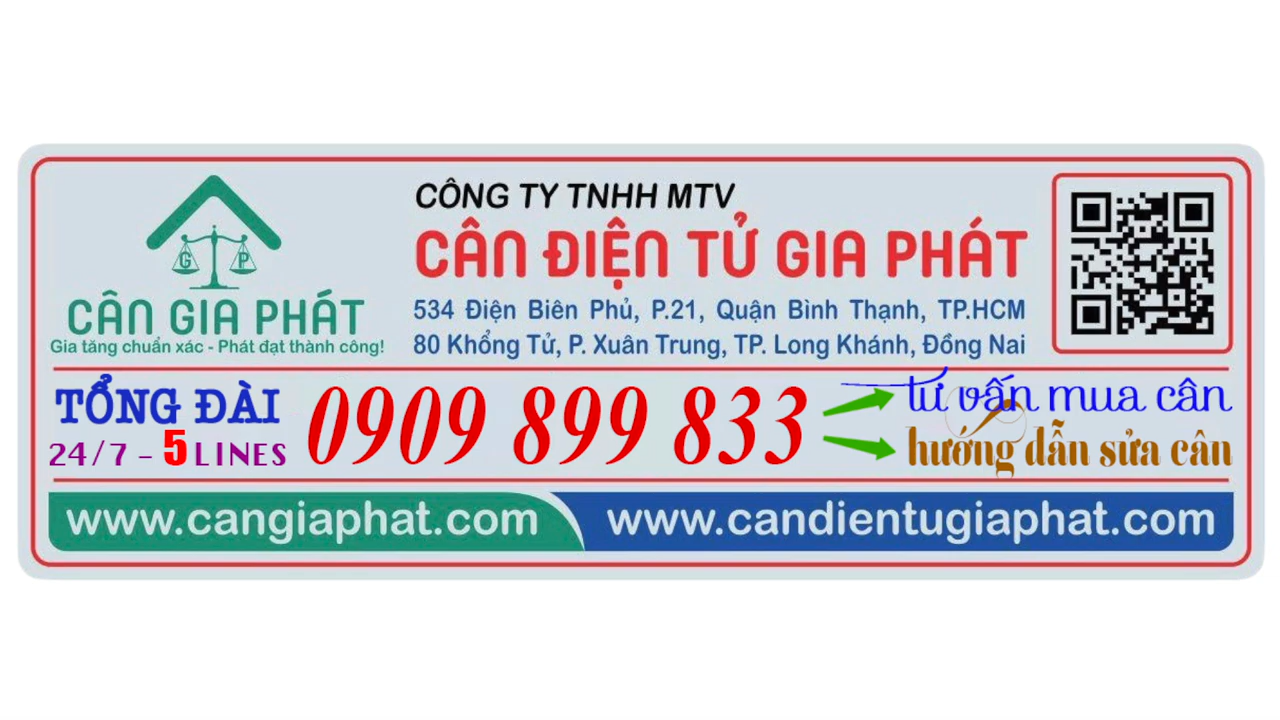 G P
CÂN GIA PHÁT
Gia tăng chuẩn xác - Phát đạt thành công!
CÔNG TY TNHH MTV
CÂN ĐIỆN TỬ GIA PHÁT
534 Điện Biên Phủ, P.21, Quận Bình Thạnh, TP.HCM
80 Khổng Tử, P. Xuân Trung, TP. Long Khánh, Đồng Nai
TỔNG ĐÀI
24/7 - 5 LINES
0909 899 833
tư vấn mua cân
hướng dẫn sửa cân
www.cangiaphat.com
www.candientugiaphat.com